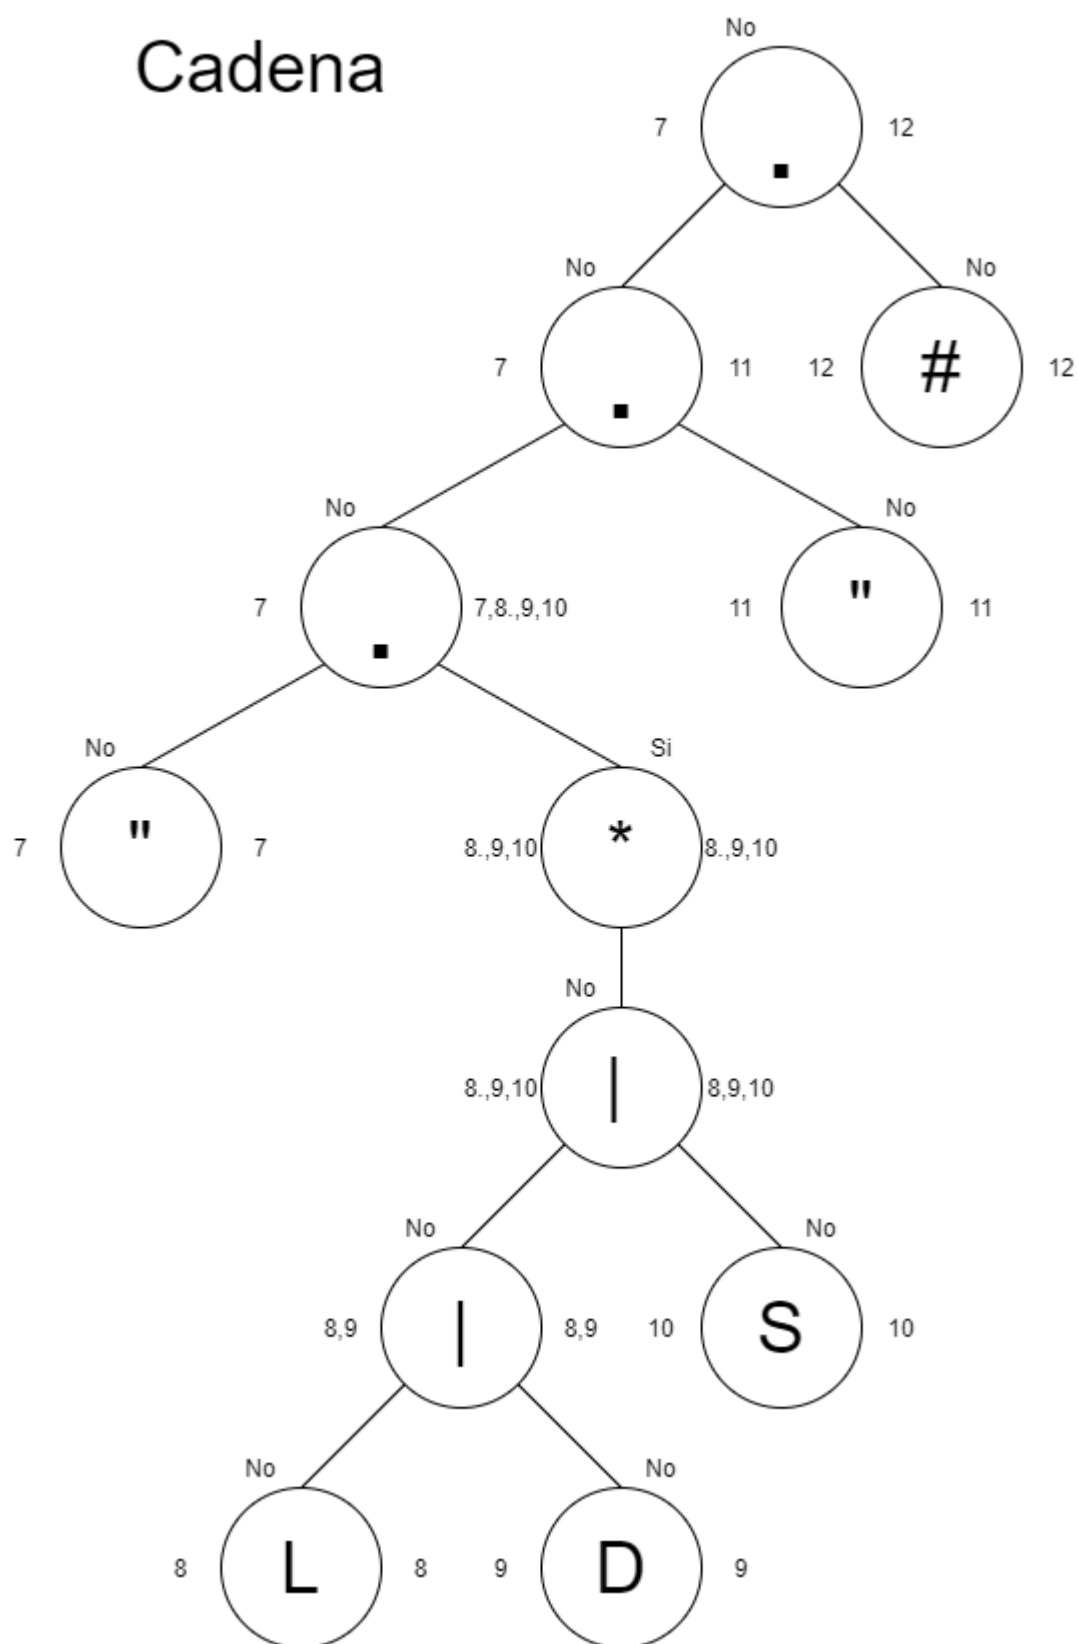 No
Cadena
7 . 12
No No
7 . 11 12 # 12
No No
7 . 7,8.,9,10 11 " 11
No Si
7 " 7 8.,9,10 * 8.,9,10
No
8.,9,10 | 8,9,10
No No
8,9 | 8,9 10 S 10
No No
8 L 8 9 D 9